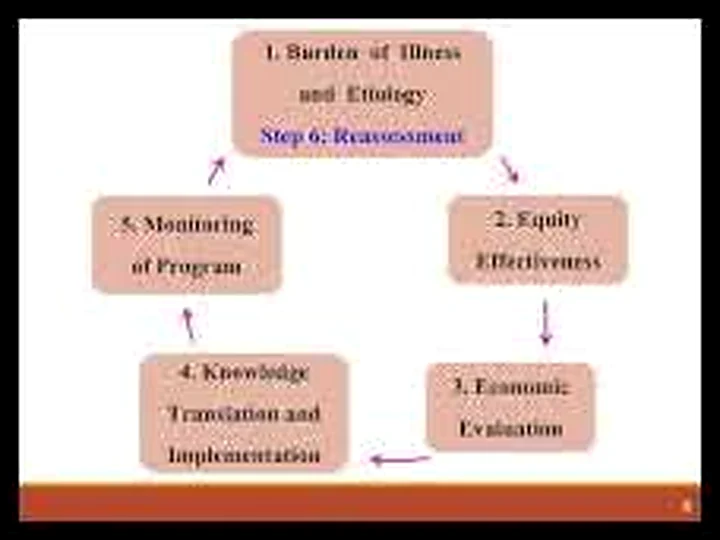 1. Burden of Illness
and Etiology
Step 6: Reassessment
5. Monitoring
of Program
2. Equity
Effectiveness
4. Knowledge
Translation and
Implementation
3. Economic
Evaluation